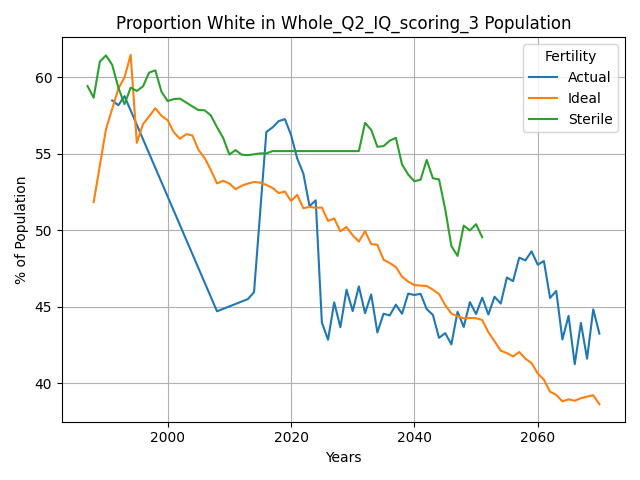 Proportion White in Whole_Q2_IQ_scoring_3 Population
Fertility
Actual
Ideal
Sterile
% of Population
60
55
50
45
40
2000
2020
2040
2060
Years